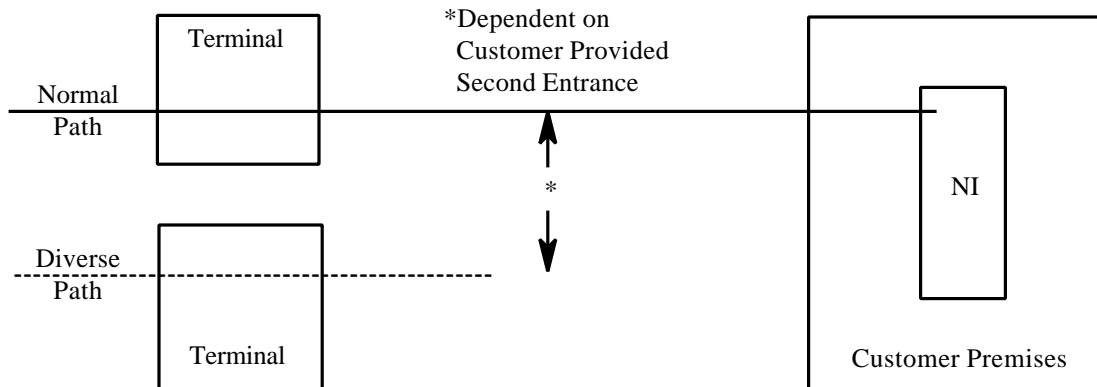 *Dependent on
Customer Provided
Second Entrance
Terminal
Normal
Path
*
NI
Diverse
Path
Terminal
Customer Premises